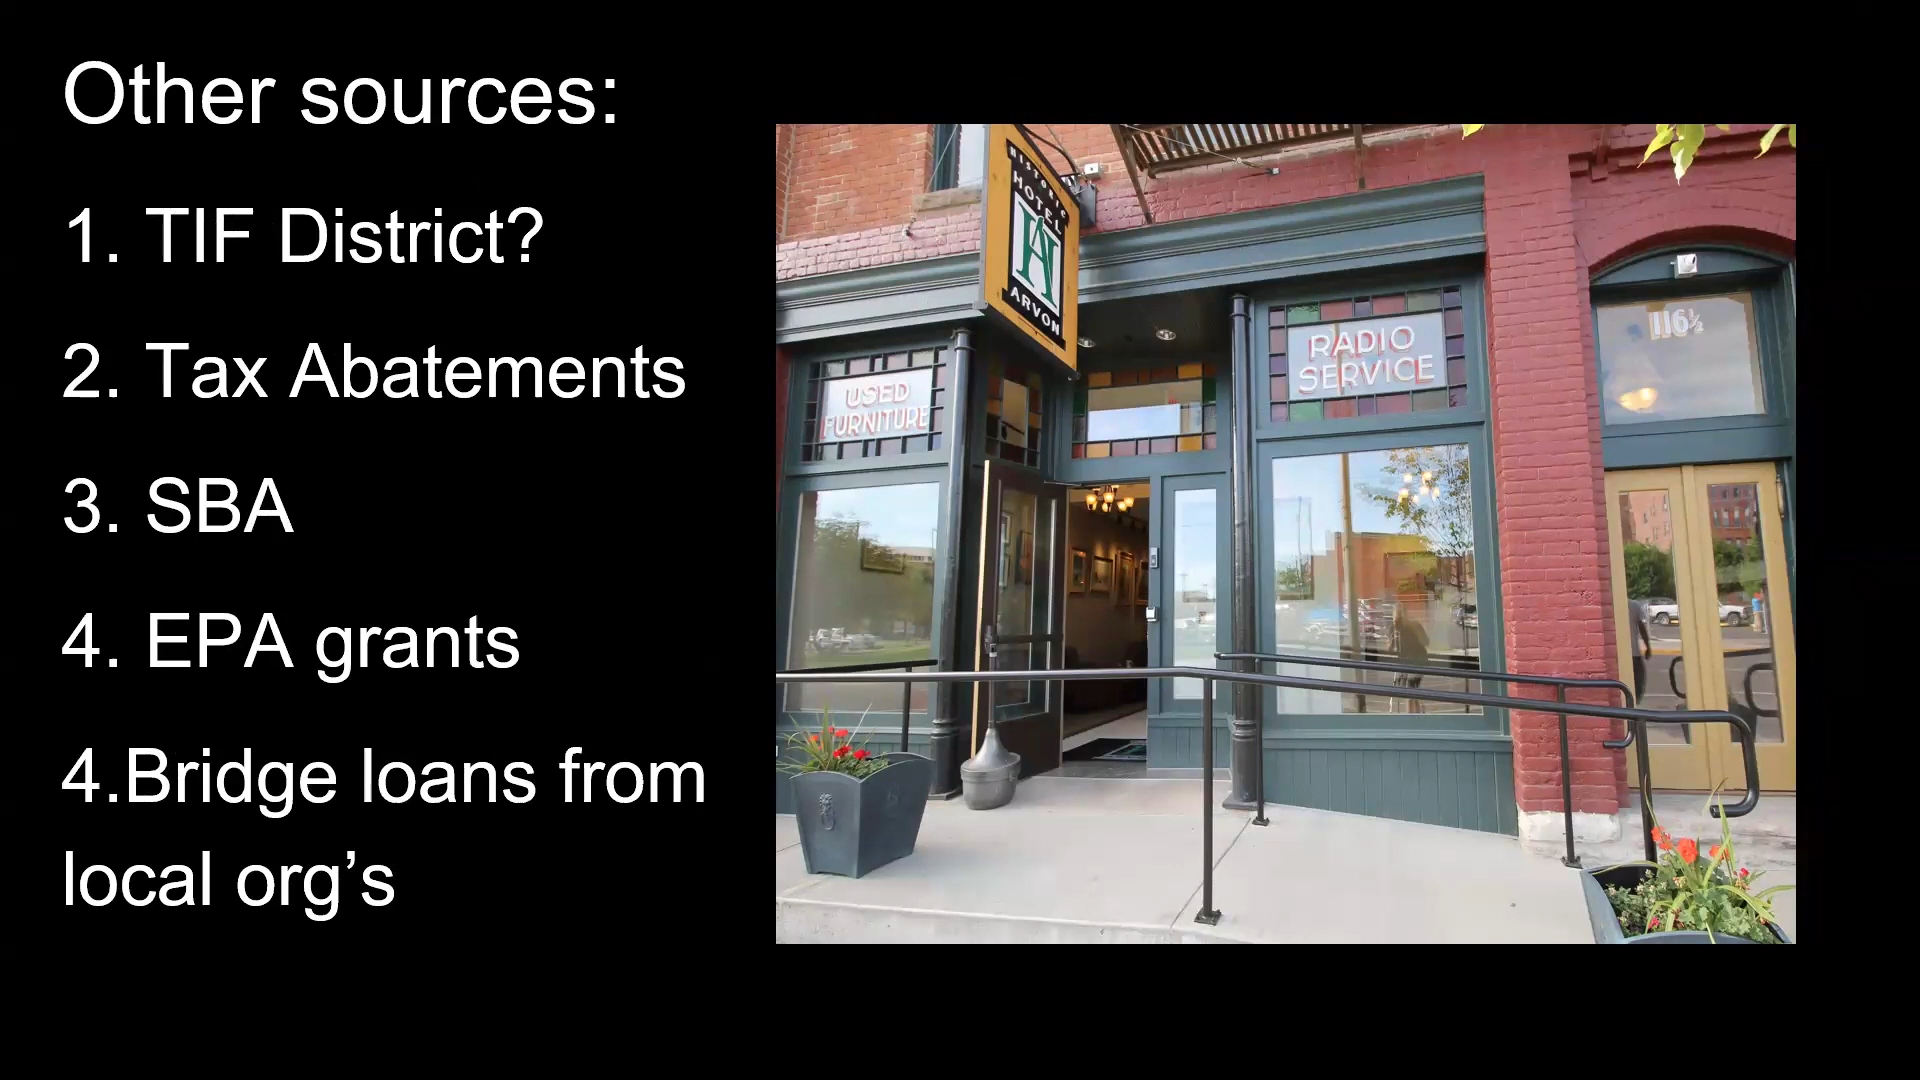 Other sources:
1. TIF District?
2. Tax Abatements
3. SBA
4. EPA grants
4.Bridge loans from
local org’s
HISTORIC
HOTEL
HA
ARVON
USED
FURNITURE
RADIO
SERVICE
116½